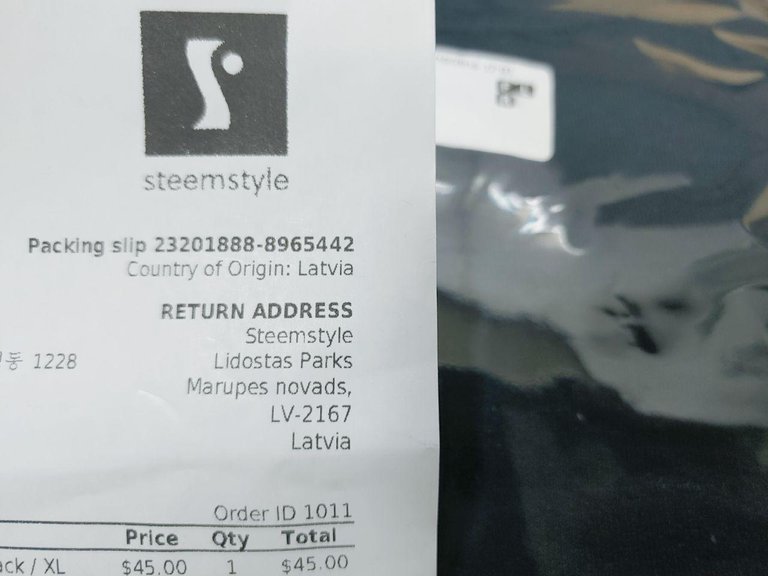 steemstyle
Packing slip 23201888-8965442
Country of Origin: Latvia
RETURN ADDRESS
Steemstyle
동 1228 Lidostas Parks
Marupes novads,
LV-2167
Latvia
Order ID 1011
Price Qty Total
ack / XL $45.00 1 $45.00